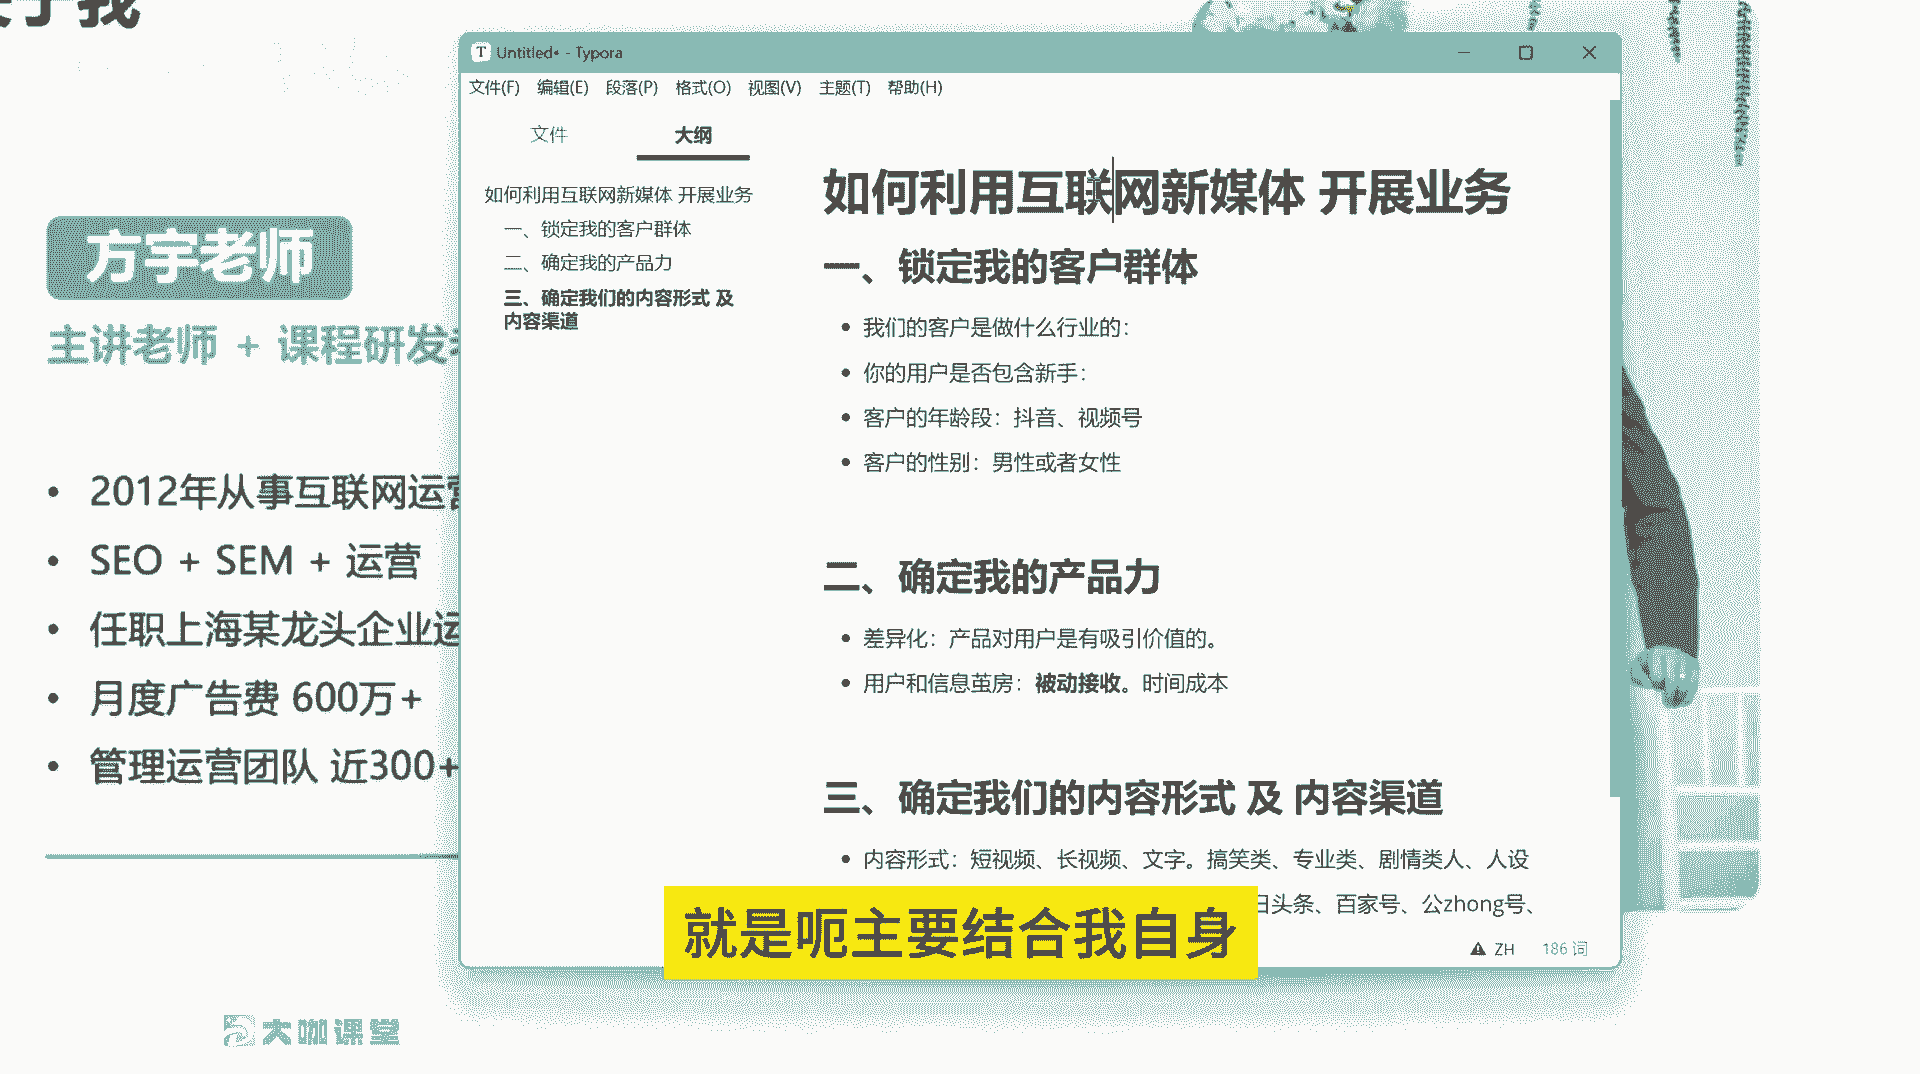 关于我
方宇老师
主讲老师 + 课程研发
2012年从事互联网运营
SEO + SEM + 运营
任职上海某龙头企业运
月度广告费 600万+
管理运营团队 近300+
大咖课堂
Untitled• - Typora
文件(F) 编辑(E) 段落(P) 格式(O) 视图(V) 主题(T) 帮助(H)
文件 大纲
如何利用互联网新媒体 开展业务
一、锁定我的客户群体
二、确定我的产品力
三、确定我们的内容形式 及
内容渠道
如何利用互联网新媒体 开展业务
一、锁定我的客户群体
我们的客户是做什么行业的：
你的用户是否包含新手：
客户的年龄段：抖音、视频号
客户的性别：男性或者女性
二、确定我的产品力
差异化：产品对用户是有吸引价值的。
用户和信息茧房：被动接收。时间成本
三、确定我们的内容形式 及 内容渠道
内容形式：短视频、长视频、文字。搞笑类、专业类、剧情类人、人设
日头条、百家号、公zhong号、
ZH 186 词
就是呃主要结合我自身